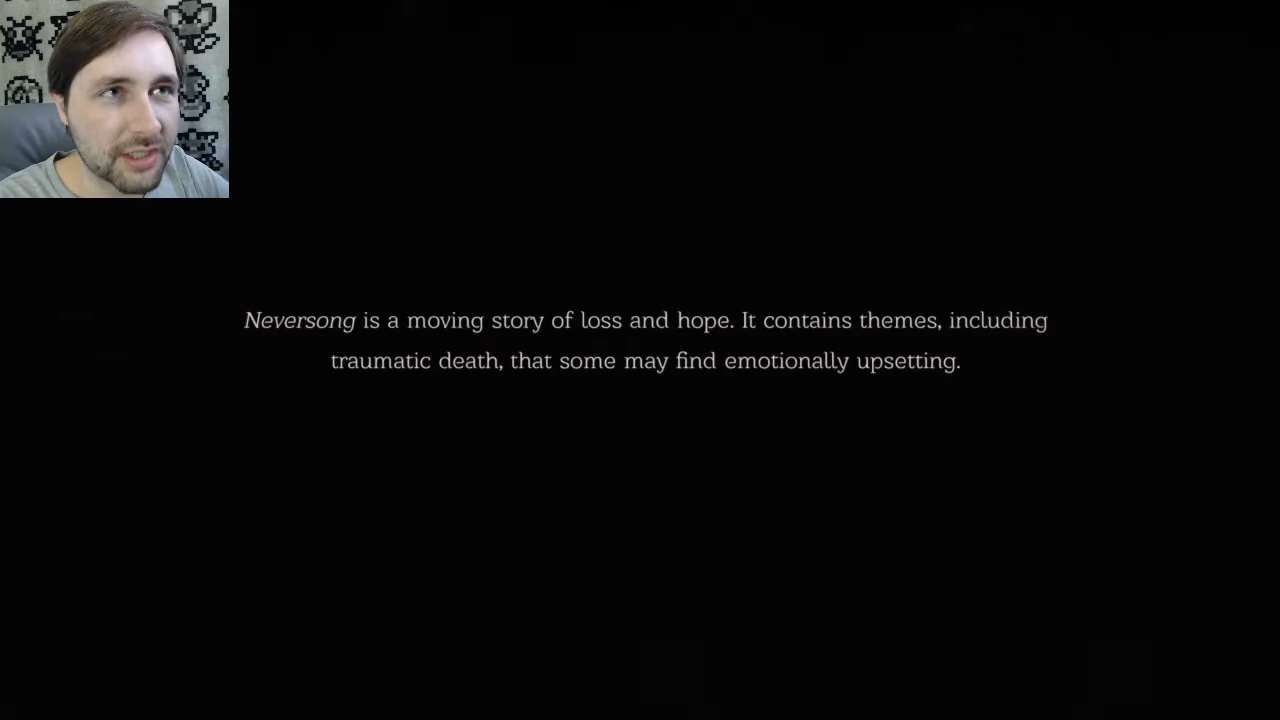 Neversong is a moving story of loss and hope. It contains themes, including
traumatic death, that some may find emotionally upsetting.